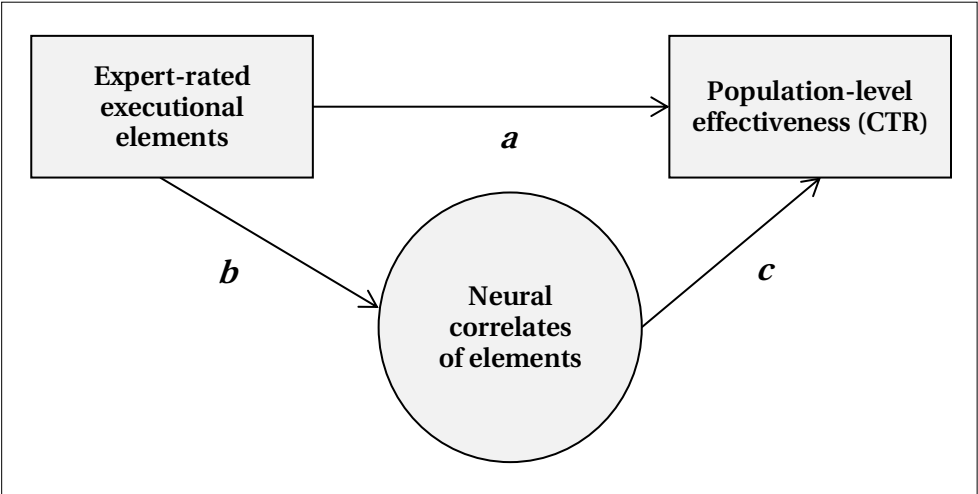 Expert-rated
executional
elements
Population-level
effectiveness (CTR)
a
b
c
Neural
correlates
of elements